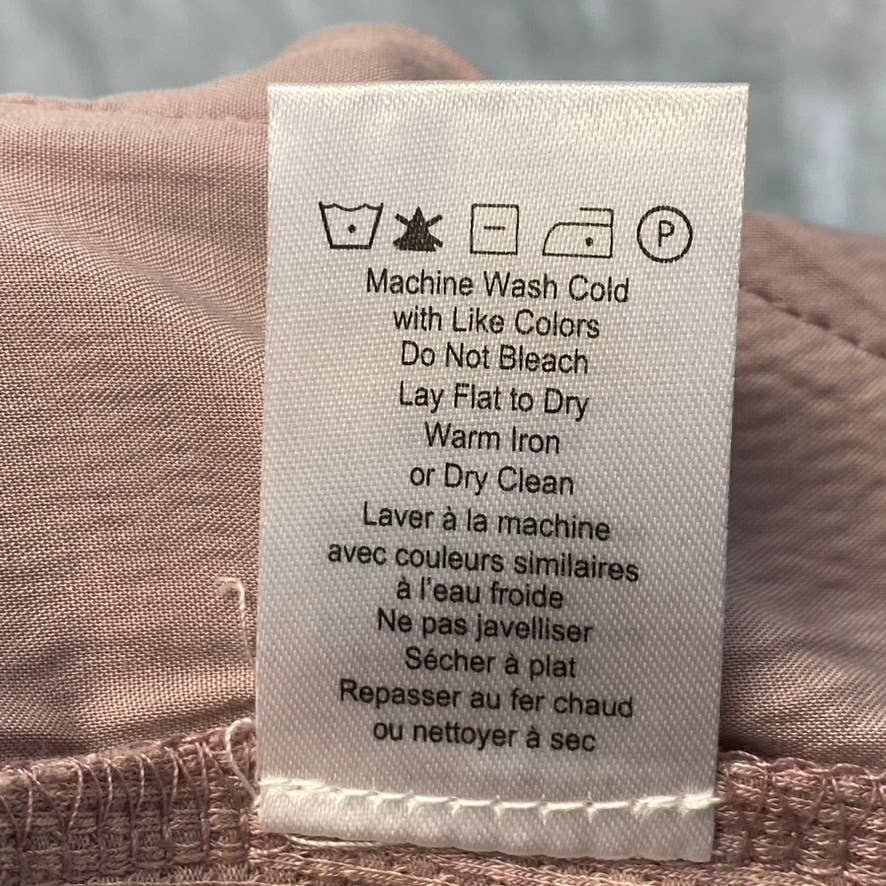 P
Machine Wash Cold
with Like Colors
Do Not Bleach
Lay Flat to Dry
Warm Iron
or Dry Clean
Laver à la machine
avec couleurs similaires
à l'eau froide
Ne pas javelliser
Sécher à plat
Repasser au fer chaud
ou nettoyer à sec